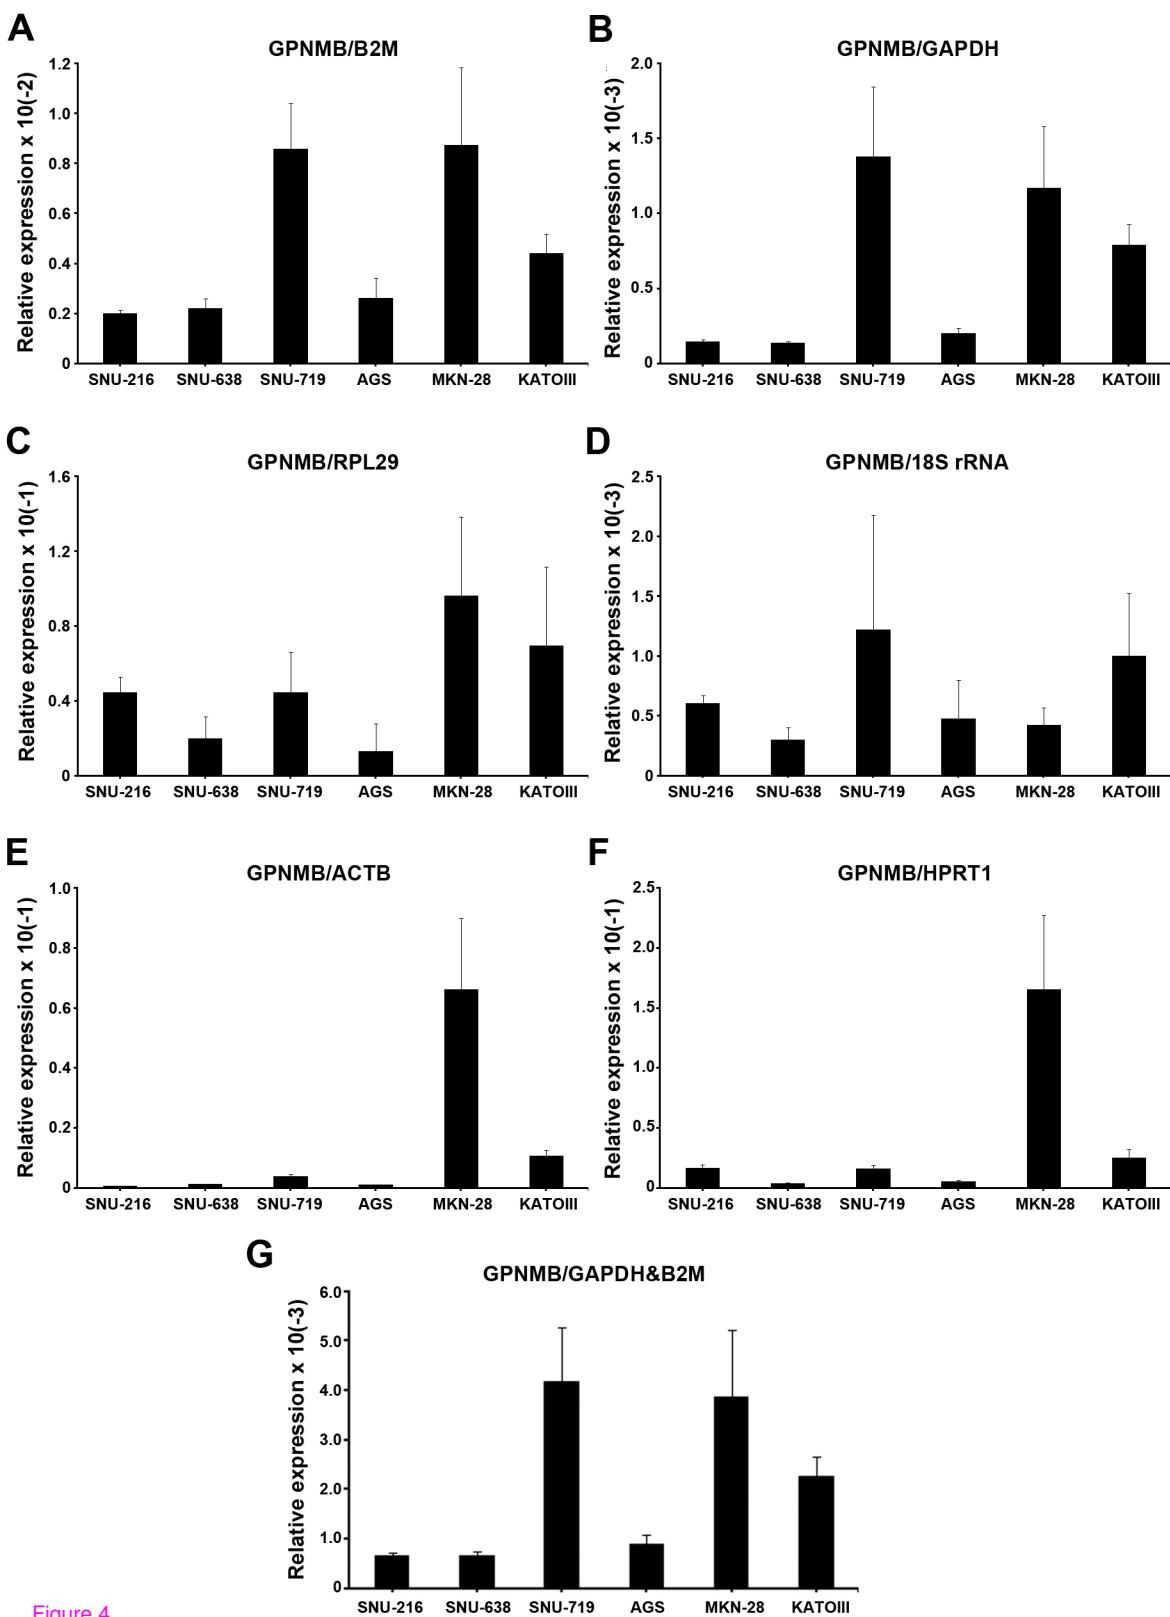 A
GPNMB/B2M
Relative expression x 10(-2)
1.2
1.0
0.8
0.6
0.4
0.2
0
SNU-216 SNU-638 SNU-719 AGS MKN-28 KATOIII
B
GPNMB/GAPDH
Relative expression x 10(-3)
2.0
1.5
1.0
0.5
0
SNU-216 SNU-638 SNU-719 AGS MKN-28 KATOIII
C
GPNMB/RPL29
Relative expression x 10(-1)
1.6
1.2
0.8
0.4
0
SNU-216 SNU-638 SNU-719 AGS MKN-28 KATOIII
D
GPNMB/18S rRNA
Relative expression x 10(-3)
2.5
2.0
1.5
1.0
0.5
0
SNU-216 SNU-638 SNU-719 AGS MKN-28 KATOIII
E
GPNMB/ACTB
Relative expression x 10(-1)
1.0
0.8
0.6
0.4
0.2
0
SNU-216 SNU-638 SNU-719 AGS MKN-28 KATOIII
F
GPNMB/HPRT1
Relative expression x 10(-1)
2.5
2.0
1.5
1.0
0.5
0
SNU-216 SNU-638 SNU-719 AGS MKN-28 KATOIII
G
GPNMB/GAPDH&B2M
Relative expression x 10(-3)
6.0
5.0
4.0
3.0
2.0
1.0
0
SNU-216 SNU-638 SNU-719 AGS MKN-28 KATOIII
Figure 4